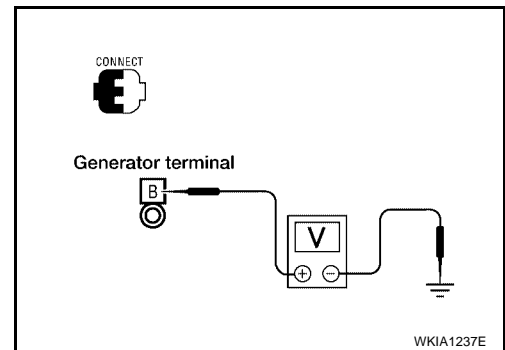 CONNECT
Generator terminal
B
V
+ −
WKIA1237E